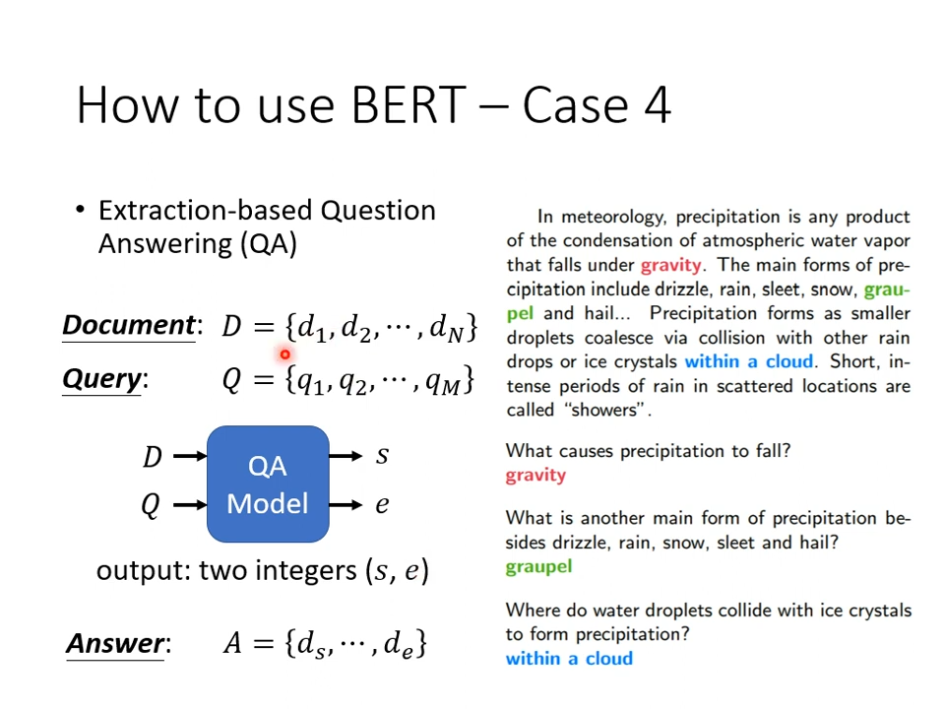 How to use BERT – Case 4
• Extraction-based Question
Answering (QA)
Document: D = {d₁, d₂, ⋯, d_N}
Query: Q = {q₁, q₂, ⋯, q_M}
D
Q
QA
Model
s
e
output: two integers (s, e)
Answer: A = {d_s, ⋯, d_e}
In meteorology, precipitation is any product
of the condensation of atmospheric water vapor
that falls under gravity. The main forms of pre-
cipitation include drizzle, rain, sleet, snow, grau-
pel and hail... Precipitation forms as smaller
droplets coalesce via collision with other rain
drops or ice crystals within a cloud. Short, in-
tense periods of rain in scattered locations are
called “showers”.
What causes precipitation to fall?
gravity
What is another main form of precipitation be-
sides drizzle, rain, snow, sleet and hail?
graupel
Where do water droplets collide with ice crystals
to form precipitation?
within a cloud